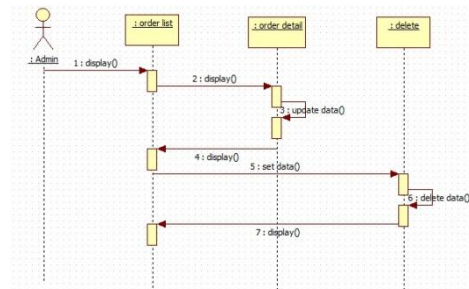 : order list
: order detail
: delete
: Admin
1 : display()
2 : display()
3 : update data()
4 : display()
5 : set data()
6 : delete data()
7 : display()